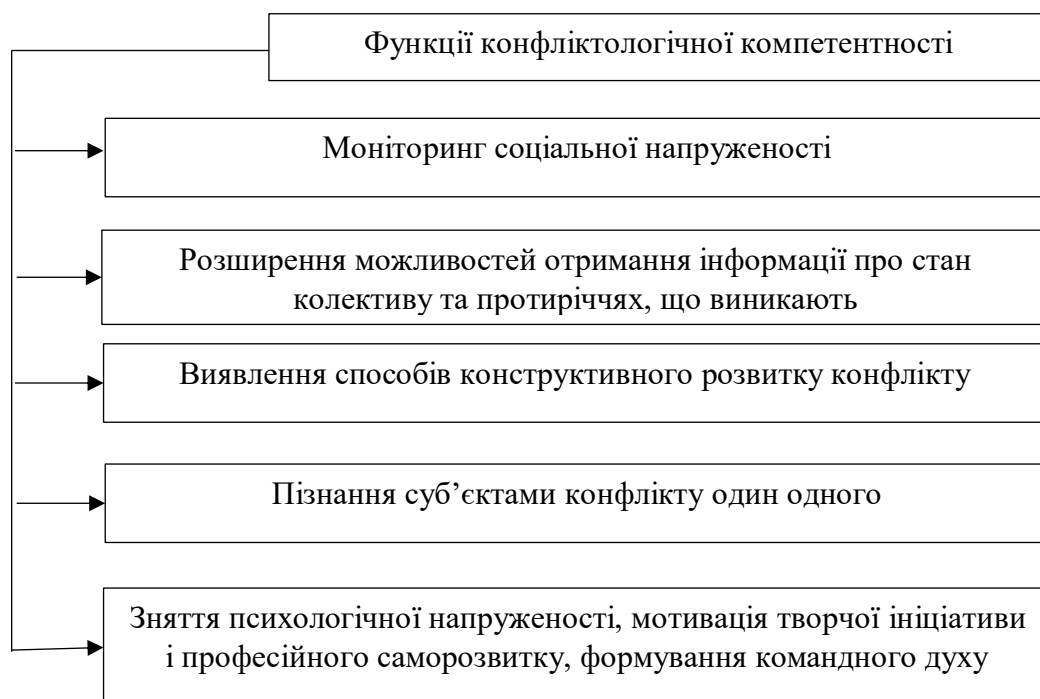 Функції конфліктологічної компетентності
Моніторинг соціальної напруженості
Розширення можливостей отримання інформації про стан
колективу та протиріччях, що виникають
Виявлення способів конструктивного розвитку конфлікту
Пізнання суб’єктами конфлікту один одного
Зняття психологічної напруженості, мотивація творчої ініціативи
і професійного саморозвитку, формування командного духу